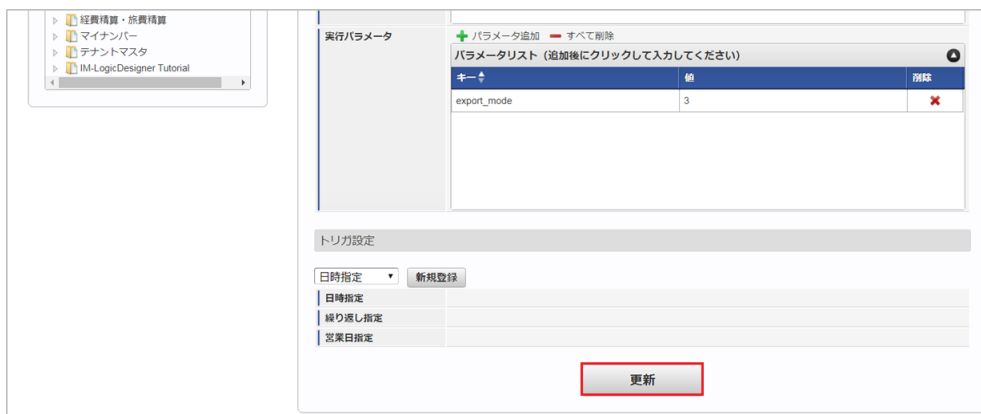 経費精算・旅費精算
マイナンバー
テナントマスタ
IM-LogicDesigner Tutorial
実行パラメータ
パラメータ追加 すべて削除
パラメータリスト（追加後にクリックして入力してください）
キー 値 削除
export_mode 3
トリガ設定
日時指定 新規登録
日時指定
繰り返し指定
営業日指定
更新